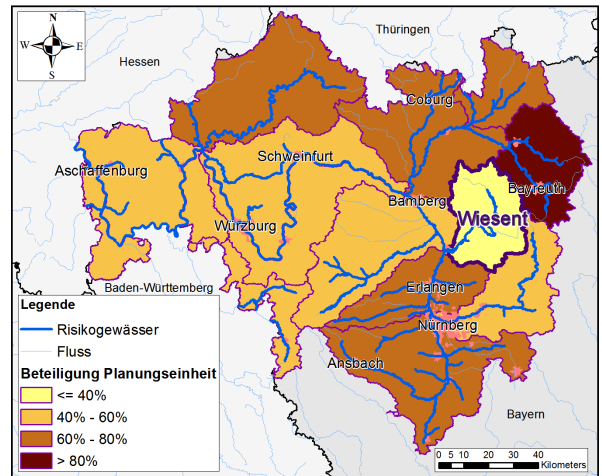 N
W E
S
Thüringen
Hessen
Coburg
Schweinfurt
Aschaffenburg
Bayreuth
Bamberg
Wiesent
Würzburg
Baden-Württemberg
Erlangen
Nürnberg
Ansbach
Bayern
Legende
Risikogewässer
Fluss
Beteiligung Planungseinheit
<= 40%
40% - 60%
60% - 80%
> 80%
0 5 10 20 30 40
Kilometers